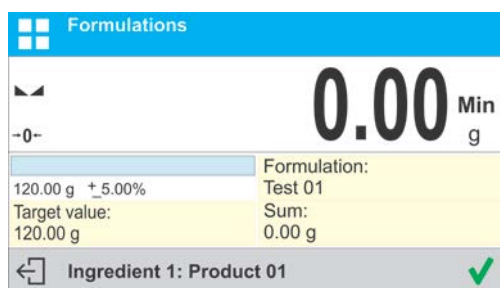 Formulations
→0←
0.00 Min
g
120.00 g ±5.00%
Target value:
120.00 g
Formulation:
Test 01
Sum:
0.00 g
Ingredient 1: Product 01